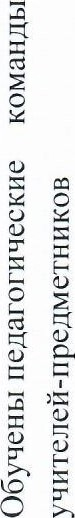 Обучены педагогические команды
учителей-предметников